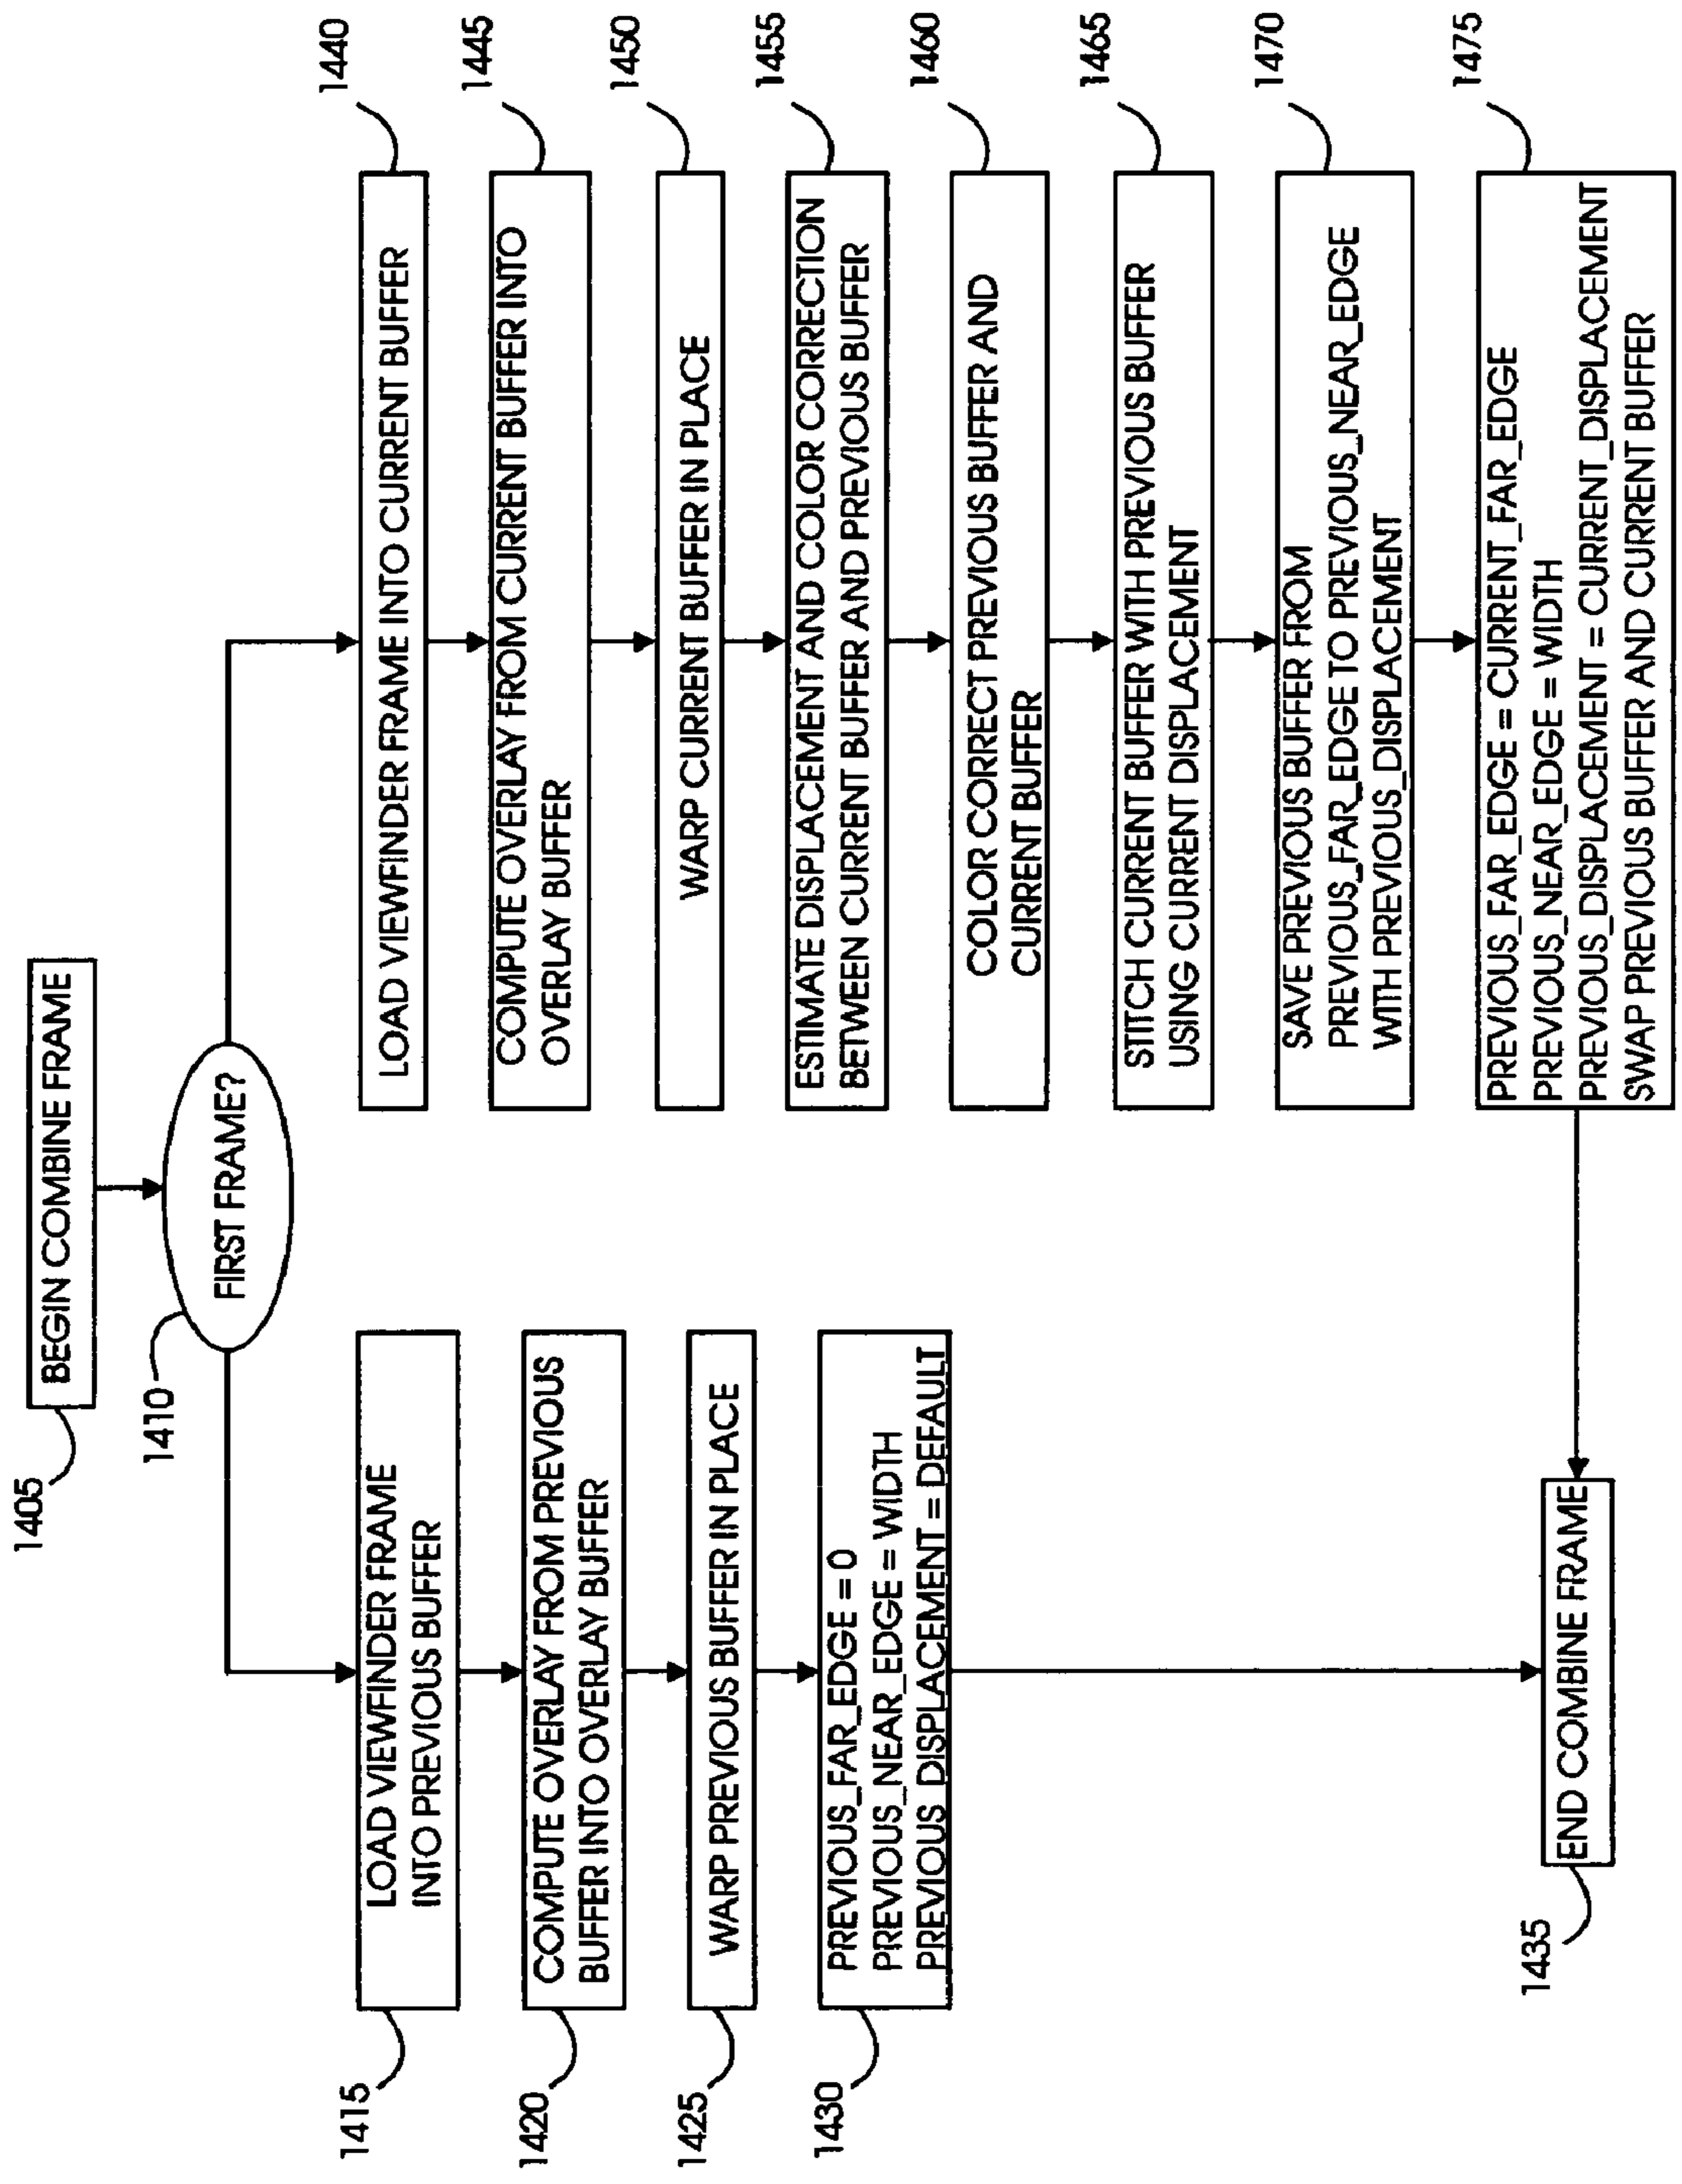 1405
BEGIN COMBINE FRAME
1410
FIRST FRAME?
1415
LOAD VIEWFINDER FRAME
INTO PREVIOUS BUFFER
1420
COMPUTE OVERLAY FROM PREVIOUS
BUFFER INTO OVERLAY BUFFER
1425
WARP PREVIOUS BUFFER IN PLACE
1430
PREVIOUS_FAR_EDGE = 0
PREVIOUS_NEAR_EDGE = WIDTH
PREVIOUS_DISPLACEMENT = DEFAULT
1435
END COMBINE FRAME
1440
LOAD VIEWFINDER FRAME INTO CURRENT BUFFER
1445
COMPUTE OVERLAY FROM CURRENT BUFFER INTO
OVERLAY BUFFER
1450
WARP CURRENT BUFFER IN PLACE
1455
ESTIMATE DISPLACEMENT AND COLOR CORRECTION
BETWEEN CURRENT BUFFER AND PREVIOUS BUFFER
1460
COLOR CORRECT PREVIOUS BUFFER AND
CURRENT BUFFER
1465
STITCH CURRENT BUFFER WITH PREVIOUS BUFFER
USING CURRENT DISPLACEMENT
1470
SAVE PREVIOUS BUFFER FROM
PREVIOUS_FAR_EDGE TO PREVIOUS_NEAR_EDGE
WITH PREVIOUS_DISPLACEMENT
1475
PREVIOUS_FAR_EDGE = CURRENT_FAR_EDGE
PREVIOUS_NEAR_EDGE = WIDTH
PREVIOUS_DISPLACEMENT = CURRENT_DISPLACEMENT
SWAP PREVIOUS BUFFER AND CURRENT BUFFER